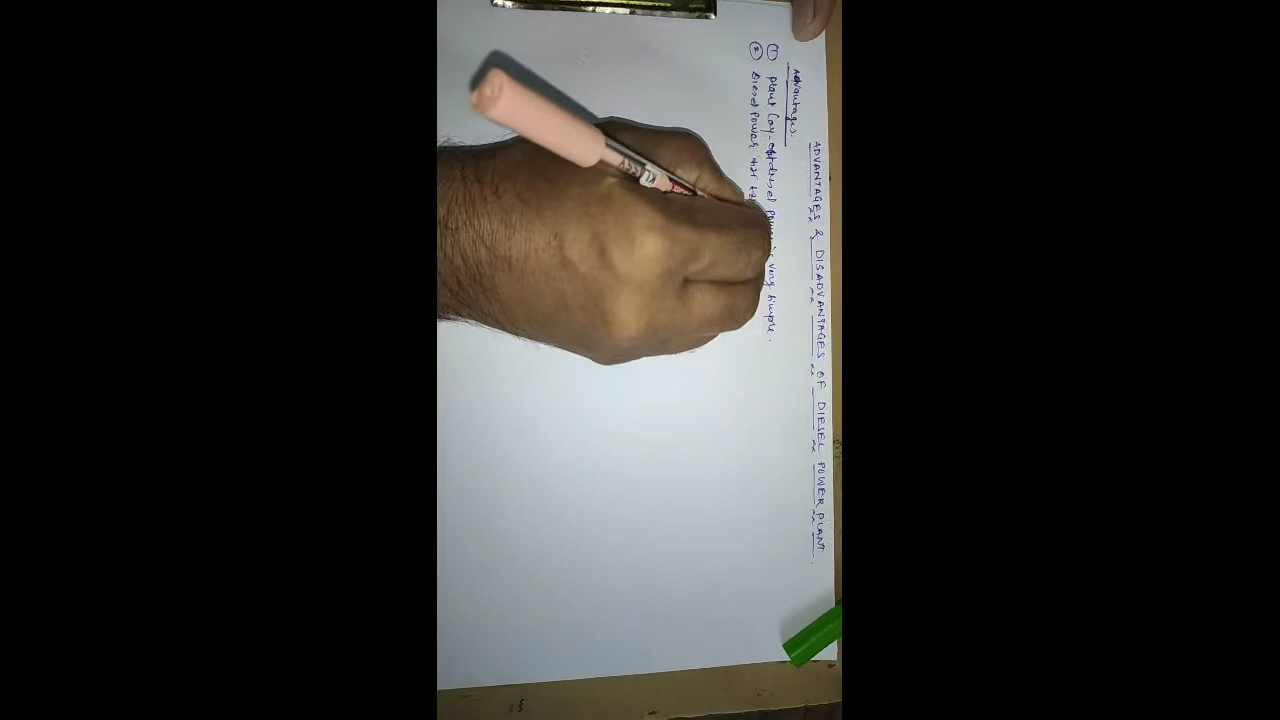 ADVANTAGES & DISADVANTAGES OF DIESEL POWER PLANT.
Advantages.
① Plant Lay-out diesel Power is very Simple.
② Diesel Power